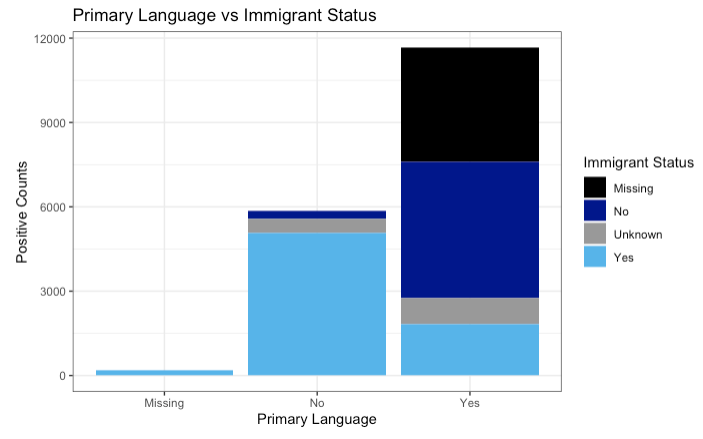 Primary Language vs Immigrant Status
12000
9000
6000
3000
0
Positive Counts
Missing No Yes
Primary Language
Immigrant Status
Missing
No
Unknown
Yes